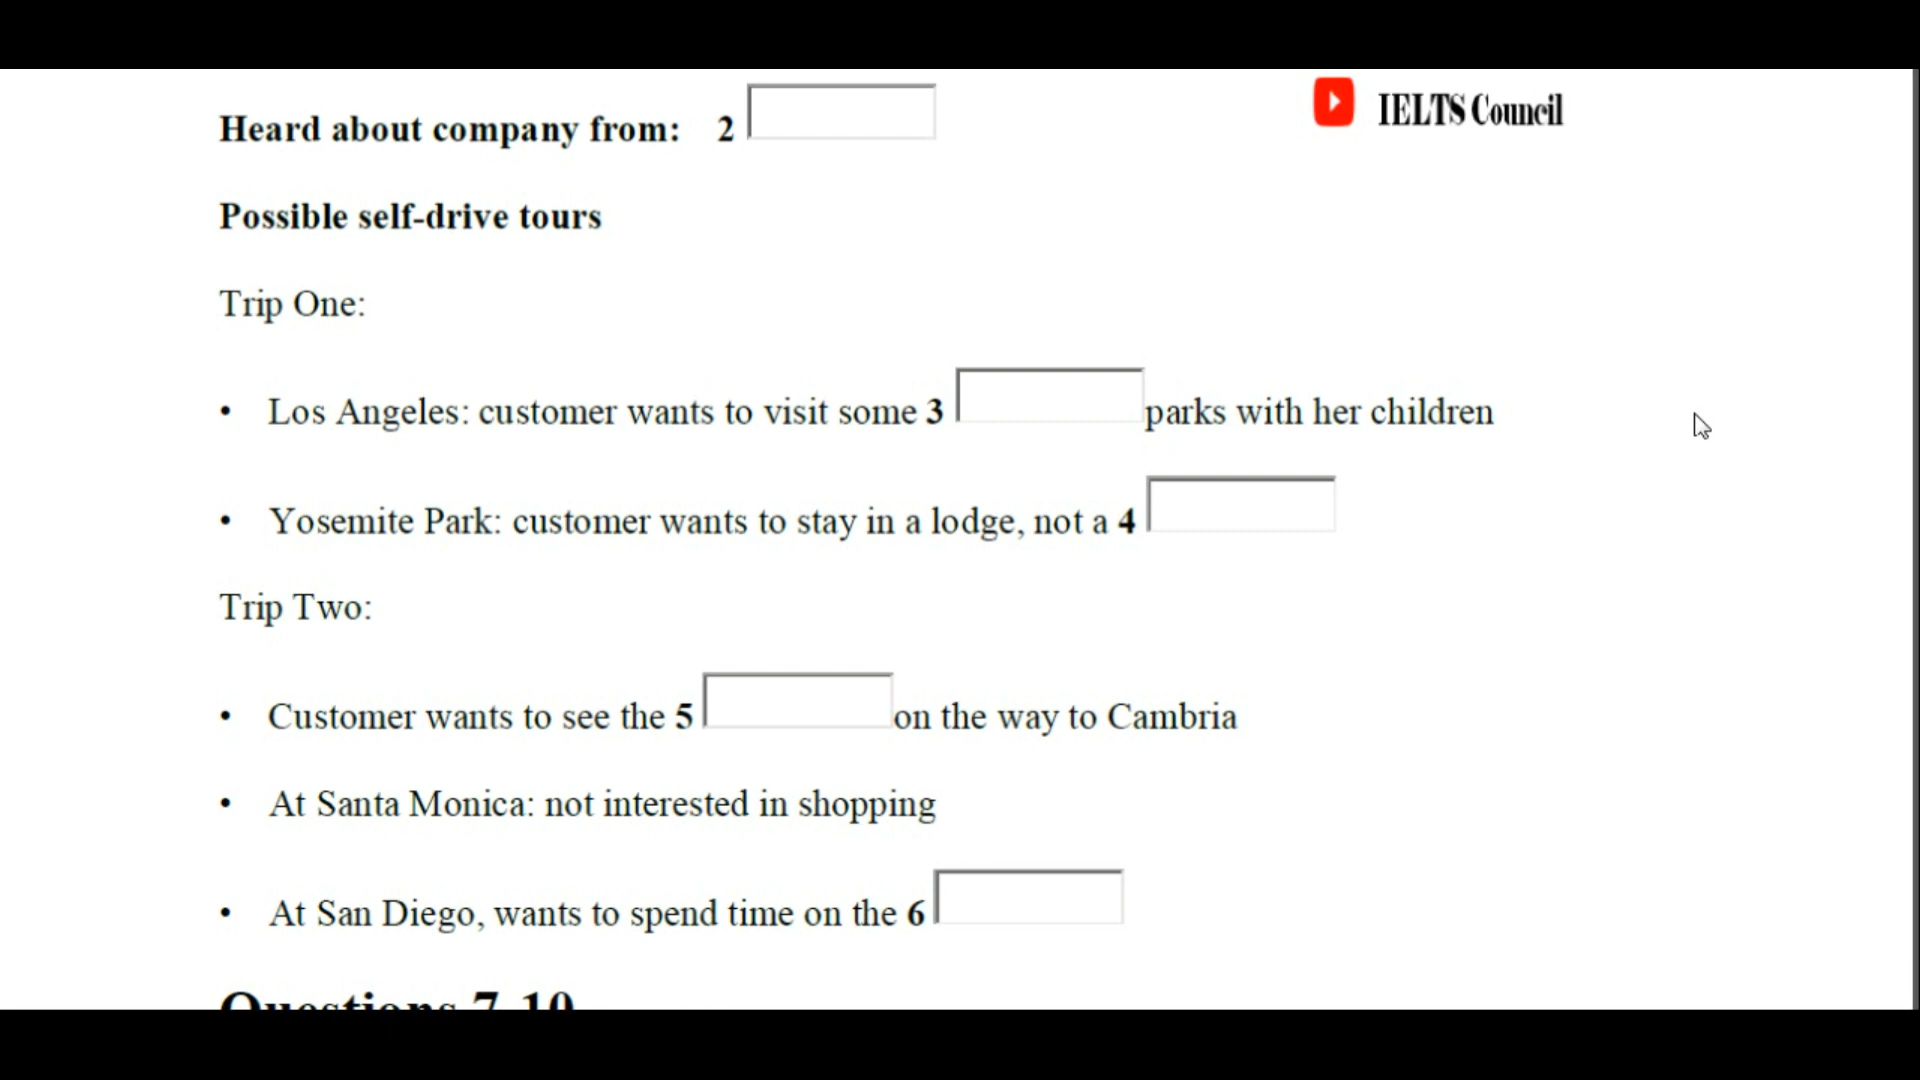 Heard about company from: 2
IELTS Council
Possible self-drive tours
Trip One:
• Los Angeles: customer wants to visit some 3 parks with her children
• Yosemite Park: customer wants to stay in a lodge, not a 4
Trip Two:
• Customer wants to see the 5 on the way to Cambria
• At Santa Monica: not interested in shopping
• At San Diego, wants to spend time on the 6
Questions 7-10